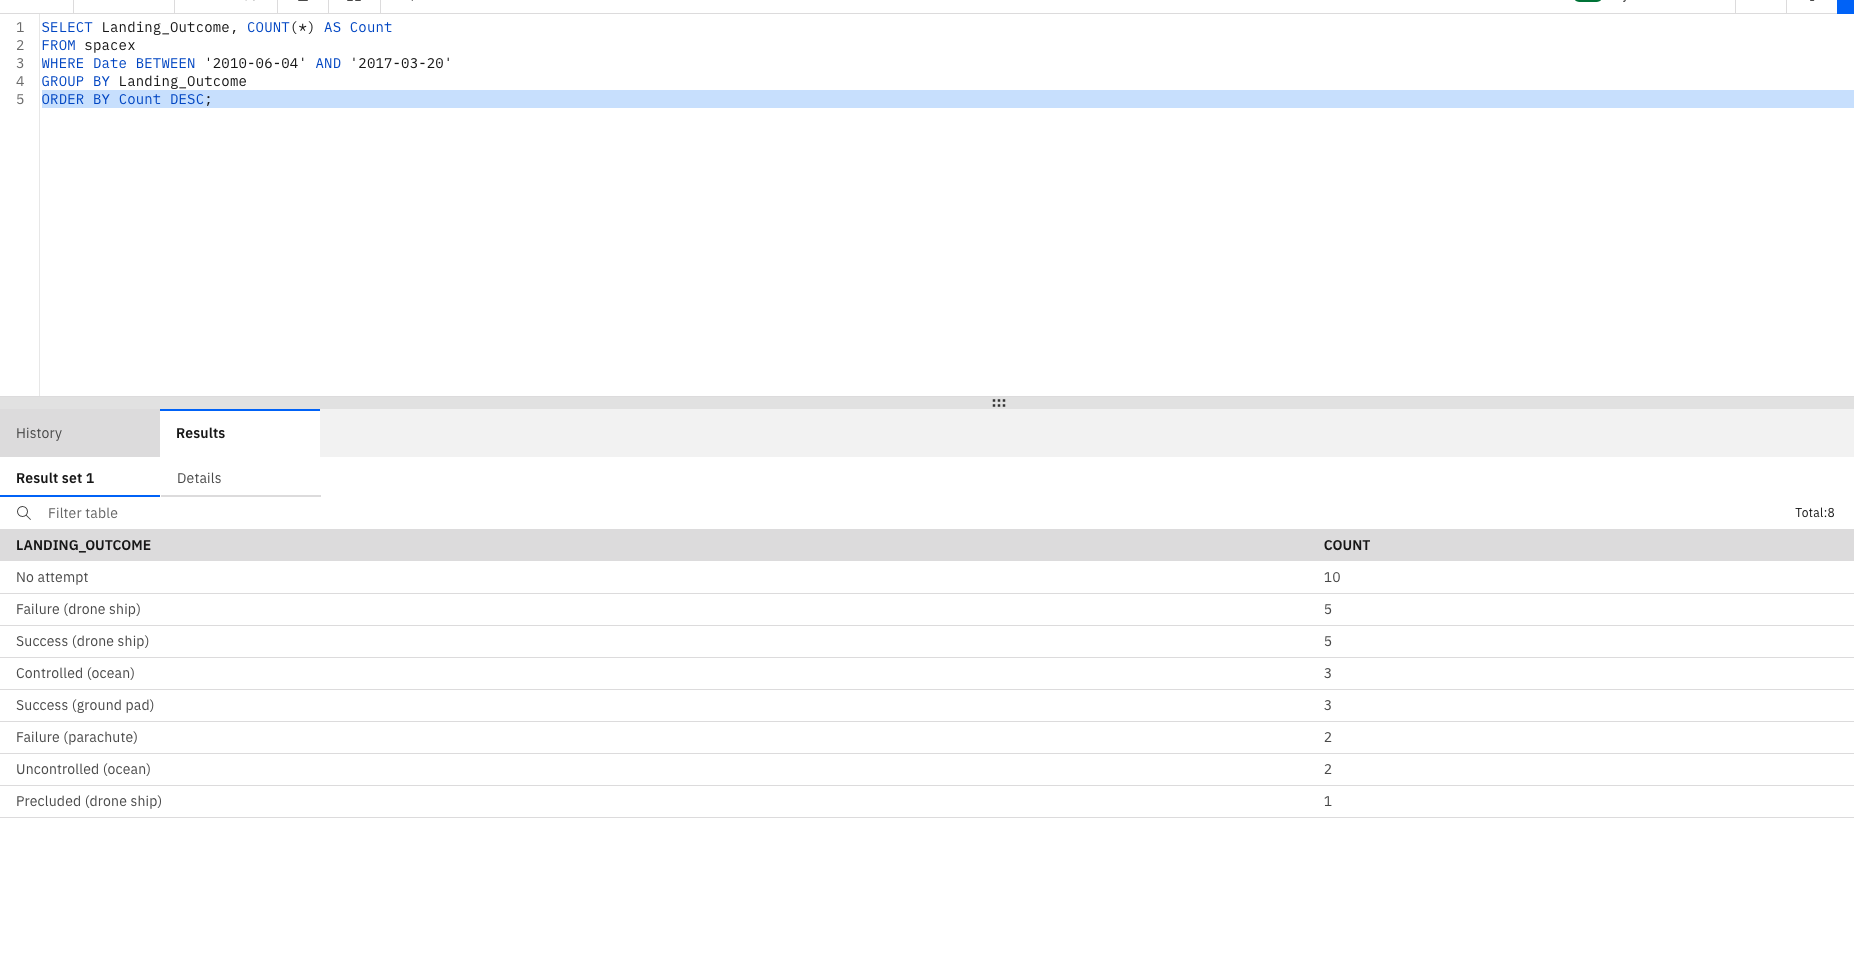 1 SELECT Landing_Outcome, COUNT(*) AS Count
2 FROM spacex
3 WHERE Date BETWEEN '2010-06-04' AND '2017-03-20'
4 GROUP BY Landing_Outcome
5 ORDER BY Count DESC;
History Results
Result set 1 Details
Filter table Total:8
LANDING_OUTCOME COUNT
No attempt 10
Failure (drone ship) 5
Success (drone ship) 5
Controlled (ocean) 3
Success (ground pad) 3
Failure (parachute) 2
Uncontrolled (ocean) 2
Precluded (drone ship) 1